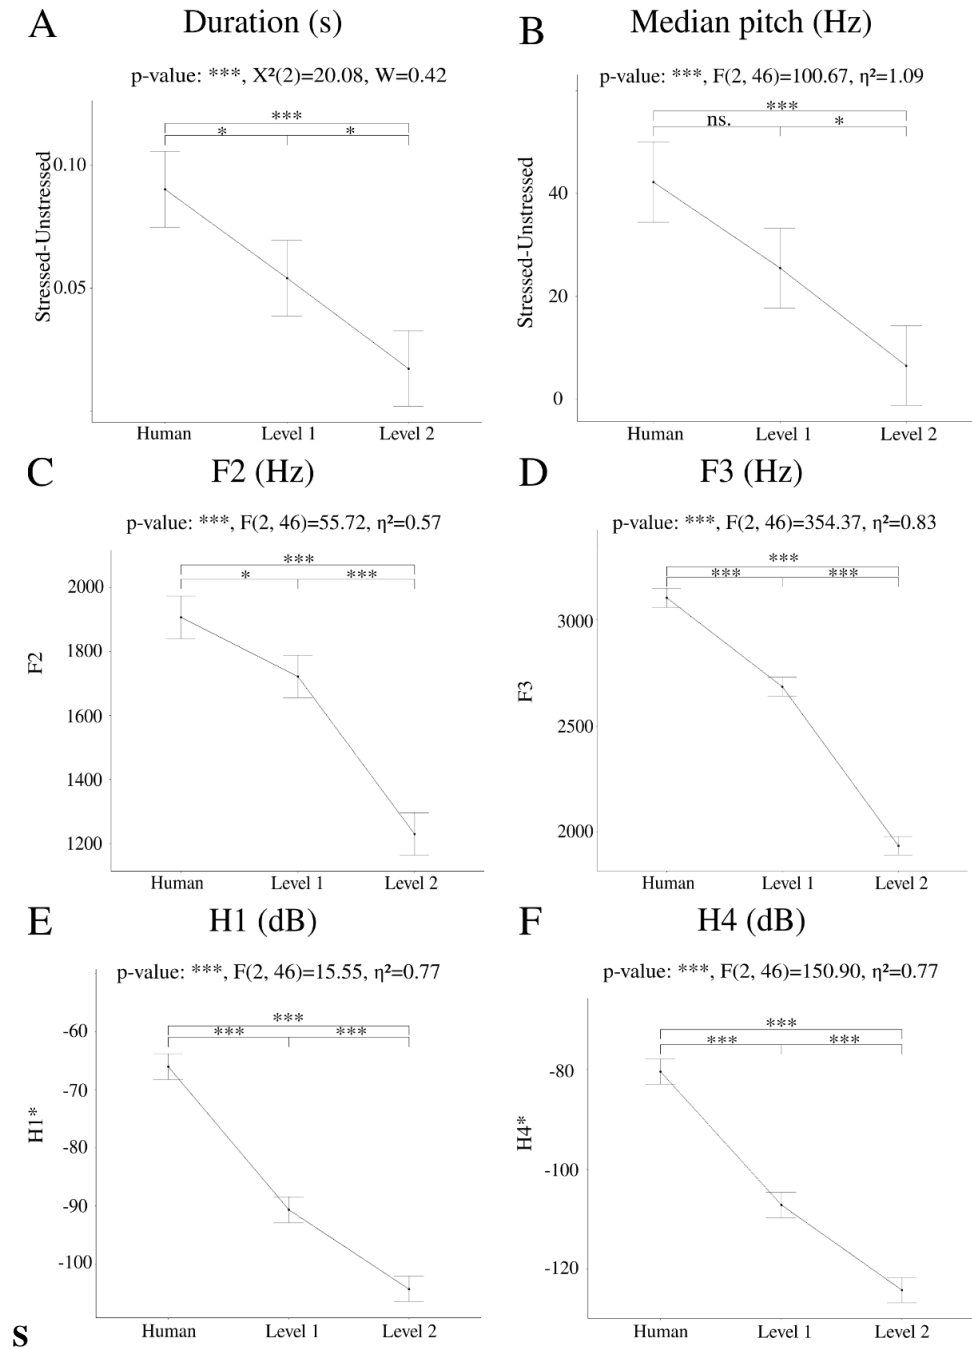 A Duration (s)
B Median pitch (Hz)
p-value: ***, X²(2)=20.08, W=0.42
p-value: ***, F(2, 46)=100.67, η²=1.09
***
* *
***
ns. *
Stressed-Unstressed
0.10
0.05
Stressed-Unstressed
40
20
0
Human Level 1 Level 2
Human Level 1 Level 2
C F2 (Hz)
D F3 (Hz)
p-value: ***, F(2, 46)=55.72, η²=0.57
p-value: ***, F(2, 46)=354.37, η²=0.83
***
* ***
***
*** ***
F2
2000
1800
1600
1400
1200
F3
3000
2500
2000
Human Level 1 Level 2
Human Level 1 Level 2
E H1 (dB)
F H4 (dB)
p-value: ***, F(2, 46)=15.55, η²=0.77
p-value: ***, F(2, 46)=150.90, η²=0.77
***
*** ***
***
*** ***
H1*
-60
-70
-80
-90
-100
H4*
-80
-100
-120
Human Level 1 Level 2
Human Level 1 Level 2
s